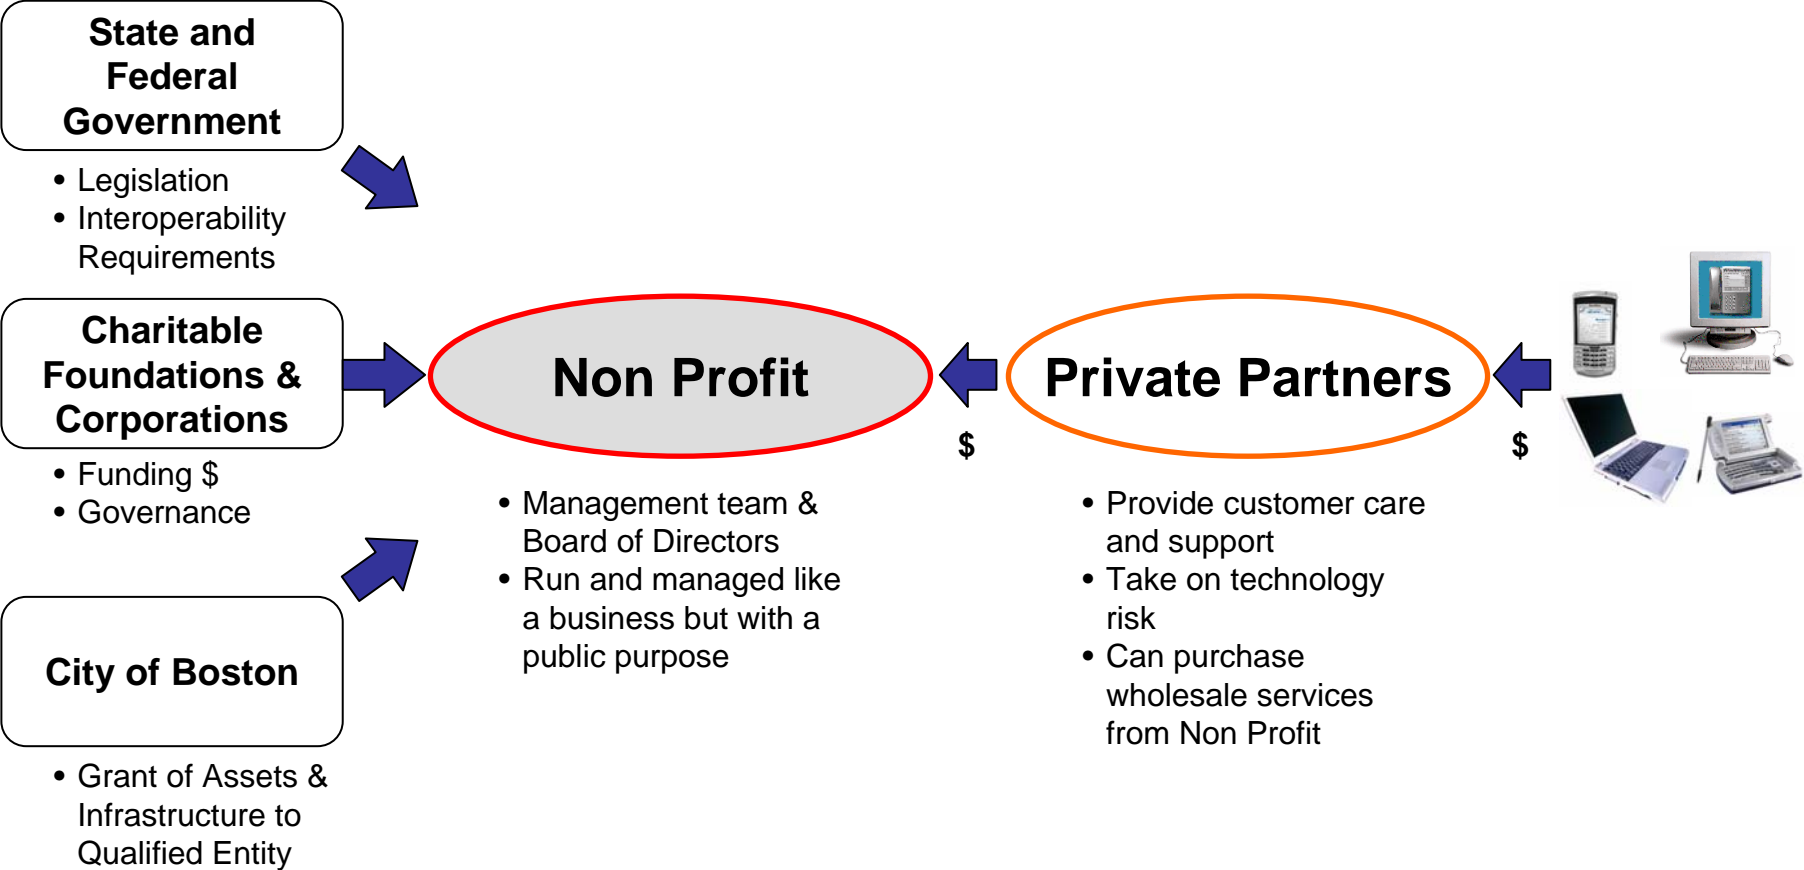 State and
Federal
Government
• Legislation
• Interoperability
Requirements
Charitable
Foundations &
Corporations
• Funding $
• Governance
City of Boston
• Grant of Assets &
Infrastructure to
Qualified Entity
Non Profit
• Management team &
Board of Directors
• Run and managed like
a business but with a
public purpose
$
Private Partners
• Provide customer care
and support
• Take on technology
risk
• Can purchase
wholesale services
from Non Profit
$